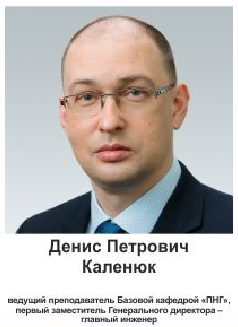 Денис Петрович
Каленюк
ведущий преподаватель Базовой кафедрой «ПНГ»,
первый заместитель Генерального директора –
главный инженер